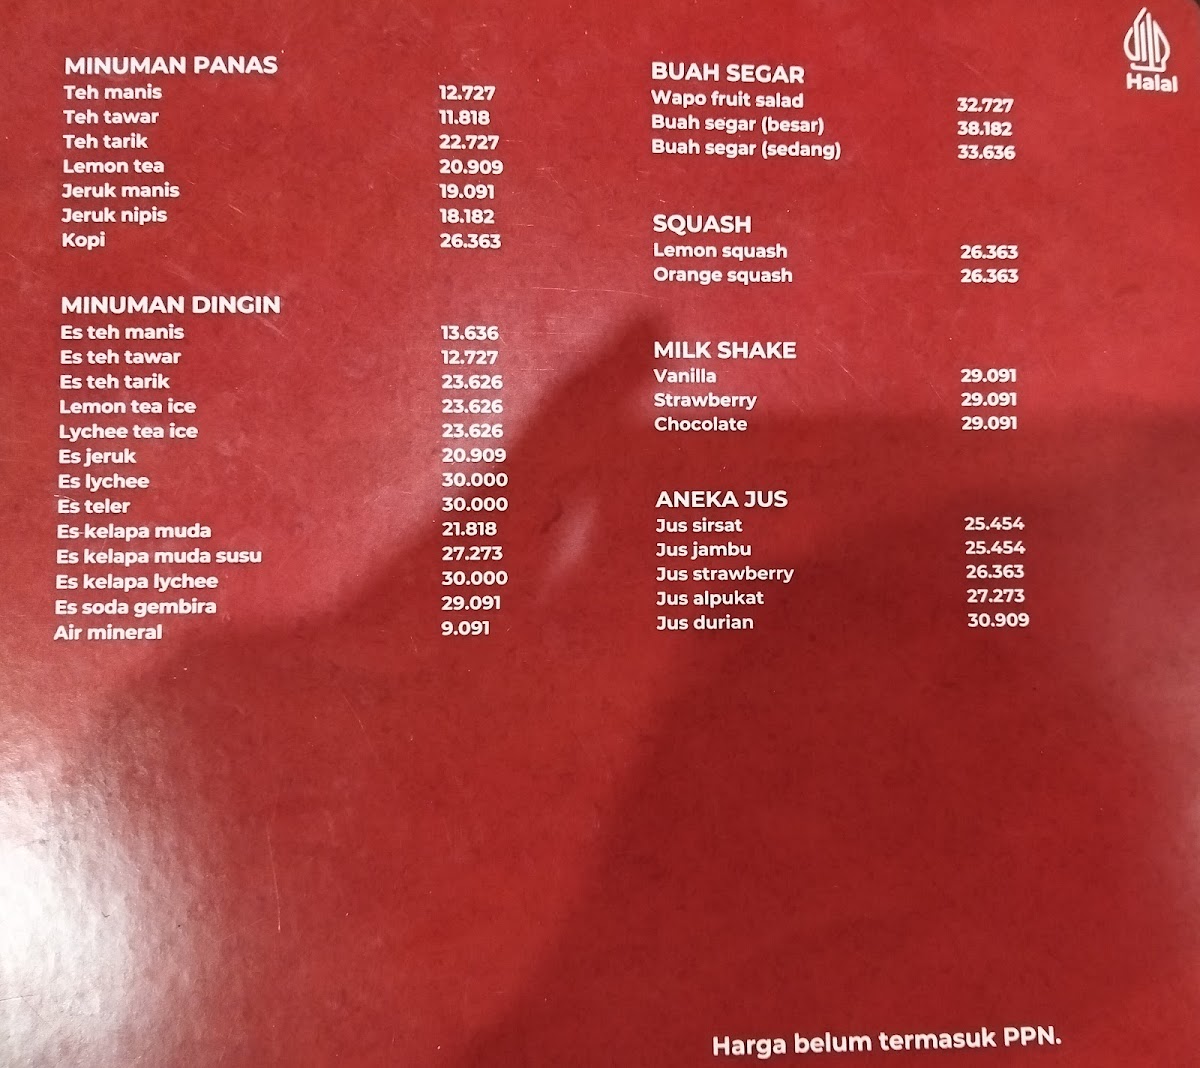 MINUMAN PANAS
Teh manis 12.727
Teh tawar 11.818
Teh tarik 22.727
Lemon tea 20.909
Jeruk manis 19.091
Jeruk nipis 18.182
Kopi 26.363
MINUMAN DINGIN
Es teh manis 13.636
Es teh tawar 12.727
Es teh tarik 23.626
Lemon tea ice 23.626
Lychee tea ice 23.626
Es jeruk 20.909
Es lychee 30.000
Es teler 30.000
Es kelapa muda 21.818
Es kelapa muda susu 27.273
Es kelapa lychee 30.000
Es soda gembira 29.091
Air mineral 9.091
Halal
BUAH SEGAR
Wapo fruit salad 32.727
Buah segar (besar) 38.182
Buah segar (sedang) 33.636
SQUASH
Lemon squash 26.363
Orange squash 26.363
MILK SHAKE
Vanilla 29.091
Strawberry 29.091
Chocolate 29.091
ANEKA JUS
Jus sirsat 25.454
Jus jambu 25.454
Jus strawberry 26.363
Jus alpukat 27.273
Jus durian 30.909
Harga belum termasuk PPN.